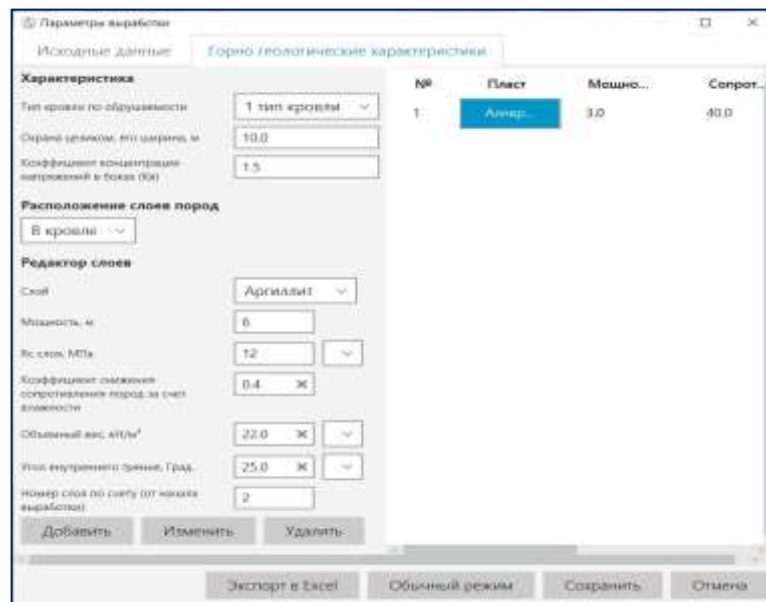 Параметры выработки
Исходные данные
Горно геологические характеристики
Характеристика
Тип кровли по обрушаемости
1 тип кровли
Охрана целиком, его ширина, м
10.0
Коэффициент концентрации
напряжений в боках (Кк)
1.5
Расположение слоев пород
В кровле
Редактор слоев
Слой
Аргиллит
Мощность, м
6
Rc слоя, МПа
12
Коэффициент снижения
сопротивления пород за счет
влажности
0.4
Объемный вес, кН/м³
22.0
Угол внутреннего трения, Град.
25.0
Номер слоя по счету (от начала
выработки)
2
Добавить Изменить Удалить
№ Пласт Мощно... Сопрот...
1 3.0 40.0
Экспорт в Excel Обычный режим Сохранить Отмена